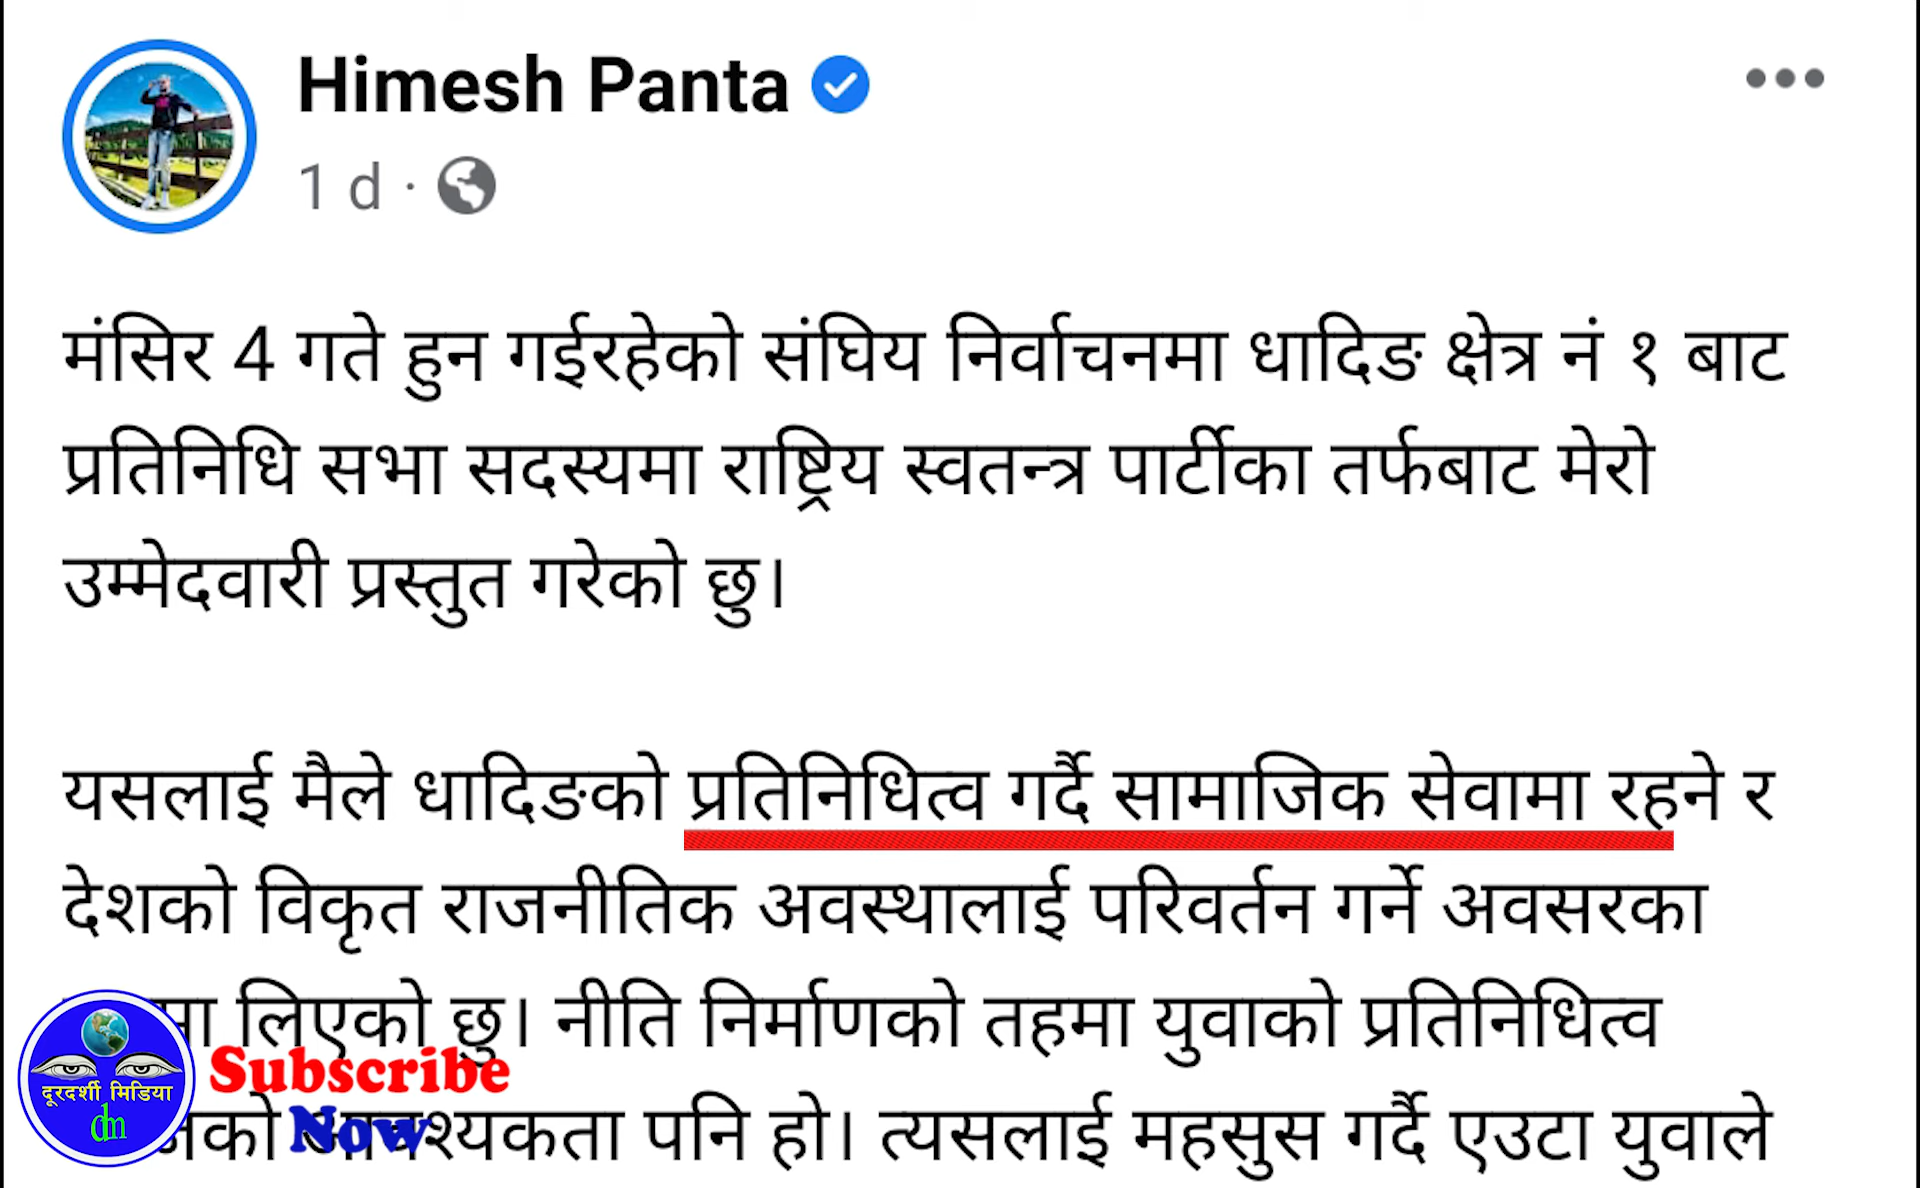 Himesh Panta
1 d ·
मंसिर 4 गते हुन गईरहेको संघिय निर्वाचनमा धादिङ क्षेत्र नं १ बाट
प्रतिनिधि सभा सदस्यमा राष्ट्रिय स्वतन्त्र पार्टीका तर्फबाट मेरो
उम्मेदवारी प्रस्तुत गरेको छु।
यसलाई मैले धादिङको प्रतिनिधित्व गर्दै सामाजिक सेवामा रहने र
देशको विकृत राजनीतिक अवस्थालाई परिवर्तन गर्ने अवसरका
लिएको छु। नीति निर्माणको तहमा युवाको प्रतिनिधित्व
पनि हो। त्यसलाई महसुस गर्दै एउटा युवाले
दूरदर्शी मिडिया
dm
Subscribe
Now